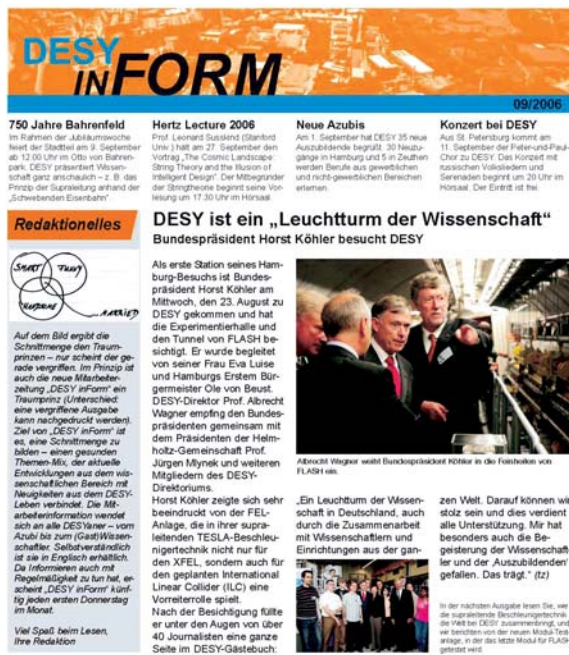 DESY
INFORM
09/2006
750 Jahre Bahrenfeld
Im Rahmen der Jubiläumswoche
feiert der Stadtteil am 9. September
ab 12.00 Uhr im Otto von Bahren-
park. DESY präsentiert Wissen-
schaft ganz anschaulich – z. B. das
Prinzip der Supraleitung anhand der
„Schwebenden Eisenbahn“.
Hertz Lecture 2006
Prof. Leonard Susskind (Stanford
Univ.) hält am 27. September den
Vortrag „The Cosmic Landscape:
String Theory and the Illusion of
Intelligent Design“. Der Mitbegründer
der Stringtheorie beginnt seine Vor-
lesung um 17.30 Uhr im Hörsaal.
Neue Azubis
Am 1. September hat DESY 35 neue
Auszubildende begrüßt. 30 Neuzu-
gänge in Hamburg und 5 in Zeuthen
werden Berufe aus gewerblichen
und nicht-gewerblichen Bereichen
erlernen.
Konzert bei DESY
Aus St. Petersburg kommt am
11. September der Peter-und-Paul-
Chor zu DESY. Das Konzert mit
russischen Volksliedern und
Serenaden beginnt um 20 Uhr im
Hörsaal. Der Eintritt ist frei.
Redaktionelles
SMART
HANDSOME
MARRIED
Auf dem Bild ergibt die
Schnittmenge den Traum-
prinzen – nur scheint der ge-
rade vergriffen. Im Prinzip ist
auch die neue Mitarbeiter-
zeitung „DESY inForm“ ein
Traumprinz (Unterschied:
eine vergriffene Ausgabe
kann nachgedruckt werden).
Ziel von „DESY inForm“ ist
es, eine Schnittmenge zu
bilden – einen gesunden
Themen-Mix, der aktuelle
Entwicklungen aus dem wis-
senschaftlichen Bereich mit
Neuigkeiten aus dem DESY-
Leben verbindet. Die Mit-
arbeiterinformation wendet
sich an alle DESYaner – vom
Azubi bis zum (Gast)Wissen-
schaftler. Selbstverständlich
ist sie in Englisch erhältlich.
Da Informieren auch mit
Regelmäßigkeit zu tun hat, er-
scheint „DESY inForm“ künf-
tig jeden ersten Donnerstag
im Monat.
Viel Spaß beim Lesen,
Ihre Redaktion
DESY ist ein „Leuchtturm der Wissenschaft“
Bundespräsident Horst Köhler besucht DESY
Als erste Station seines Ham-
burg-Besuchs ist Bundes-
präsident Horst Köhler am
Mittwoch, den 23. August zu
DESY gekommen und hat
die Experimentierhalle und
den Tunnel von FLASH be-
sichtigt. Er wurde begleitet
von seiner Frau Eva Luise
und Hamburgs Erstem Bür-
germeister Ole von Beust.
DESY-Direktor Prof. Albrecht
Wagner empfing den Bundes-
präsidenten gemeinsam mit
dem Präsidenten der Helm-
holtz-Gemeinschaft Prof.
Jürgen Mlynek und weiteren
Mitgliedern des DESY-
Direktoriums.
Horst Köhler zeigte sich sehr
beeindruckt von der FEL-
Anlage, die in ihrer supra-
leitenden TESLA-Beschleu-
nigertechnik nicht nur für
den XFEL, sondern auch für
den geplanten International
Linear Collider (ILC) eine
Vorreiterrolle spielt.
Nach der Besichtigung füllte
er unter den Augen von über
40 Journalisten eine ganze
Seite im DESY-Gästebuch:
Albrecht Wagner weiht Bundespräsident Köhler in die Feinheiten von
FLASH ein.
„Ein Leuchtturm der Wissen-
schaft in Deutschland, auch
durch die Zusammenarbeit
mit Wissenschaftlern und
Einrichtungen aus der gan-
zen Welt. Darauf können wir
stolz sein und dies verdient
alle Unterstützung. Mir hat
besonders auch die Be-
geisterung der Wissenschaft-
ler und der ‚Auszubildenden‘
gefallen. Das trägt.“ (tz)
In der nächsten Ausgabe lesen Sie, wie
die supraleitende Beschleunigertechnik
die Welt bei DESY zusammenbringt, und
wir berichten von der neuen Modul-Test-
anlage, in der das letzte Modul für FLASH
getestet wird.